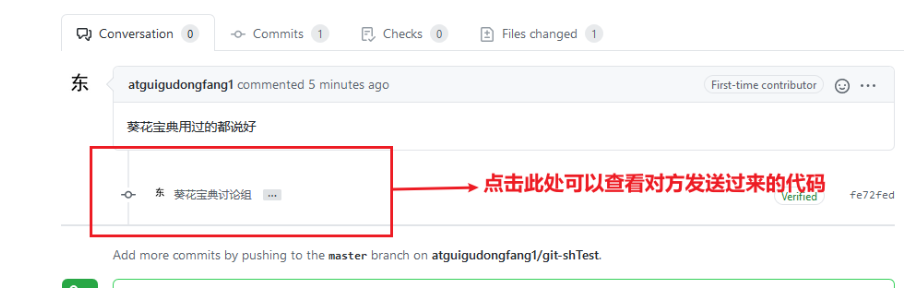 Conversation 0 Commits 1 Checks 0 Files changed 1
东 atguigudongfang1 commented 5 minutes ago First-time contributor ...
葵花宝典用过的都说好
点击此处可以查看对方发送过来的代码
东 葵花宝典讨论组 ... Verified fe72fed
Add more commits by pushing to the master branch on atguigudongfang1/git-shTest.